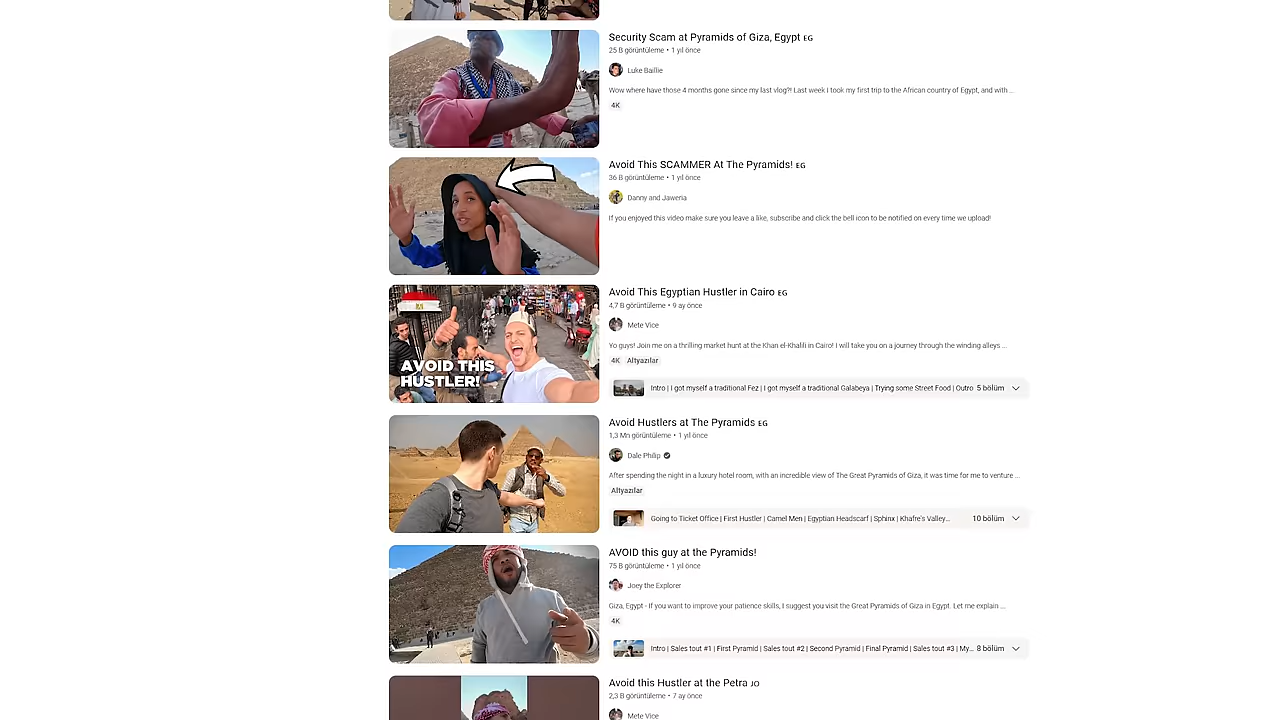 Security Scam at Pyramids of Giza, Egypt EG
25 B görüntüleme • 1 yıl önce
Luke Baillie
Wow where have those 4 months gone since my last vlog?! Last week I took my first trip to the African country of Egypt, and with ...
4K
Avoid This SCAMMER At The Pyramids! EG
36 B görüntüleme • 1 yıl önce
Danny and Jaweria
If you enjoyed this video make sure you leave a like, subscribe and click the bell icon to be notified on every time we upload!
Avoid This Egyptian Hustler in Cairo EG
4,7 B görüntüleme • 9 ay önce
Mete Vice
Yo guys! Join me on a thrilling market hunt at the Khan el-Khalili in Cairo! I will take you on a journey through the winding alleys ...
4K Altyazılar
AVOID THIS
HUSTLER!
Intro | I got myself a traditional Fez | I got myself a traditional Galabeya | Trying some Street Food | Outro 5 bölüm
Avoid Hustlers at The Pyramids EG
1,3 Mn görüntüleme • 1 yıl önce
Dale Philip
After spending the night in a luxury hotel room, with an incredible view of The Great Pyramids of Giza, it was time for me to venture ...
Altyazılar
Going to Ticket Office | First Hustler | Camel Men | Egyptian Headscarf | Sphinx | Khafre's Valley... 10 bölüm
AVOID this guy at the Pyramids!
75 B görüntüleme • 1 yıl önce
Joey the Explorer
Giza, Egypt - If you want to improve your patience skills, I suggest you visit the Great Pyramids of Giza in Egypt. Let me explain ...
4K
Intro | Sales tout #1 | First Pyramid | Sales tout #2 | Second Pyramid | Final Pyramid | Sales tout #3 | My... 8 bölüm
Avoid this Hustler at the Petra JO
2,3 B görüntüleme • 7 ay önce
Mete Vice